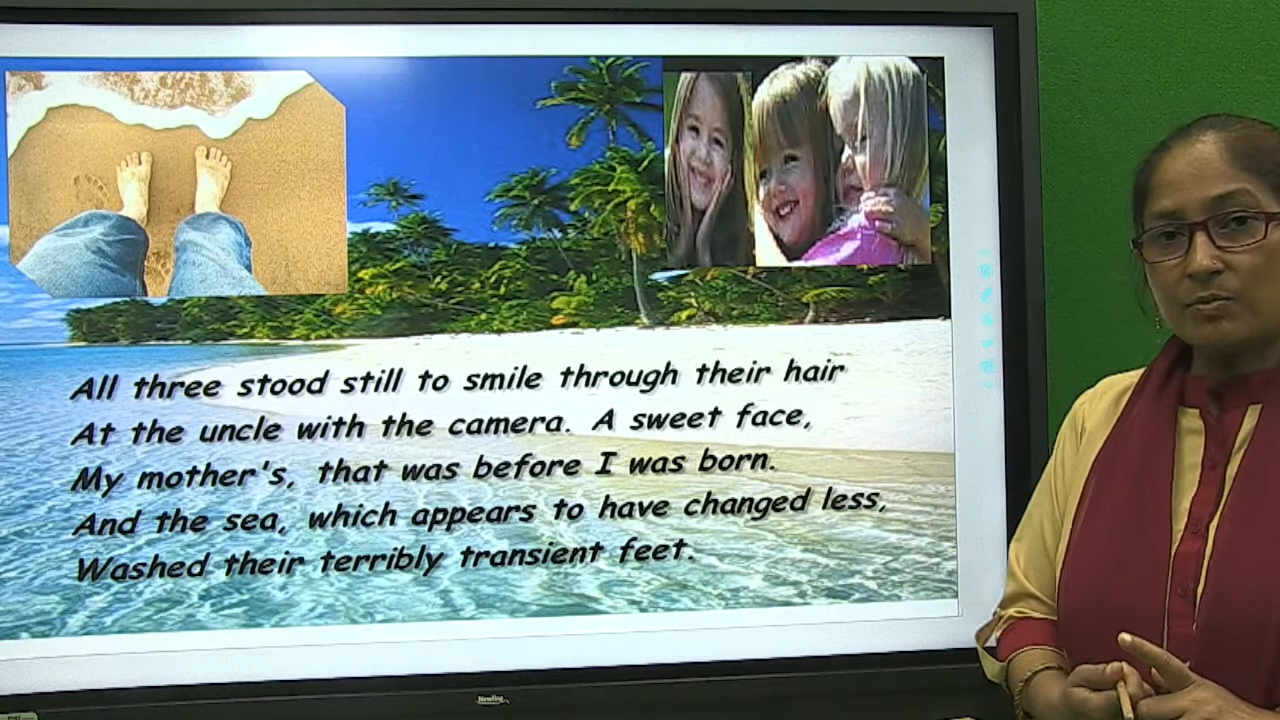 All three stood still to smile through their hair
At the uncle with the camera. A sweet face,
My mother's, that was before I was born.
And the sea, which appears to have changed less,
Washed their terribly transient feet.
Newline